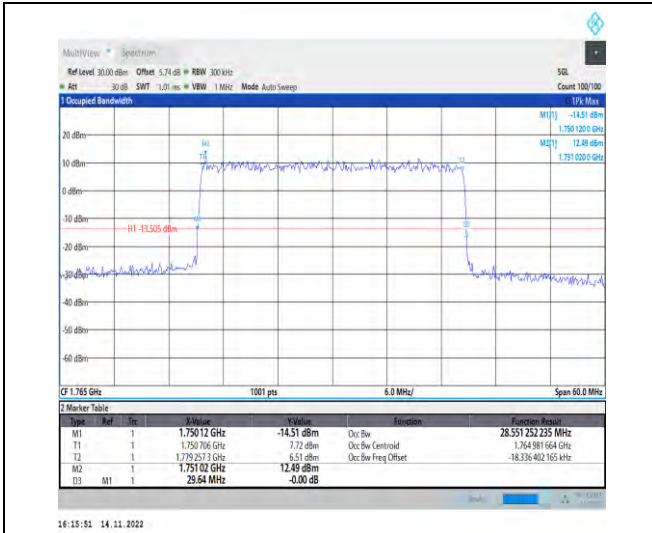 MultiView Spectrum
Ref Level 30.00 dBm Offset 5.74 dB RBW 300 kHz SGL
Att 30 dB SWT 1.01 ms VBW 1 MHz Mode Auto Sweep Count 100/100
1 Occupied Bandwidth 1Pk Max
M1[1] -14.51 dBm
1.750 120 0 GHz
M2[1] 12.49 dBm
1.751 020 0 GHz
20 dBm
M2
T1
T2
10 dBm
0 dBm
-10 dBm
H1 -13.505 dBm
-30 dBm
-40 dBm
-50 dBm
-60 dBm
CF 1.765 GHz 1001 pts 6.0 MHz/ Span 60.0 MHz
2 Marker Table
Type Ref Trc X-Value Y-Value Function Function Result
M1 1 1.75012 GHz -14.51 dBm Occ Bw 28.551 252 235 MHz
T1 1 1.750 706 GHz 7.72 dBm Occ Bw Centroid 1.764 981 664 GHz
T2 1 1.779 257 3 GHz 6.51 dBm Occ Bw Freq Offset -18.336 402 165 kHz
M2 1 1.75102 GHz 12.49 dBm
D3 M1 1 29.64 MHz -0.00 dB
16:15:51 14.11.2022